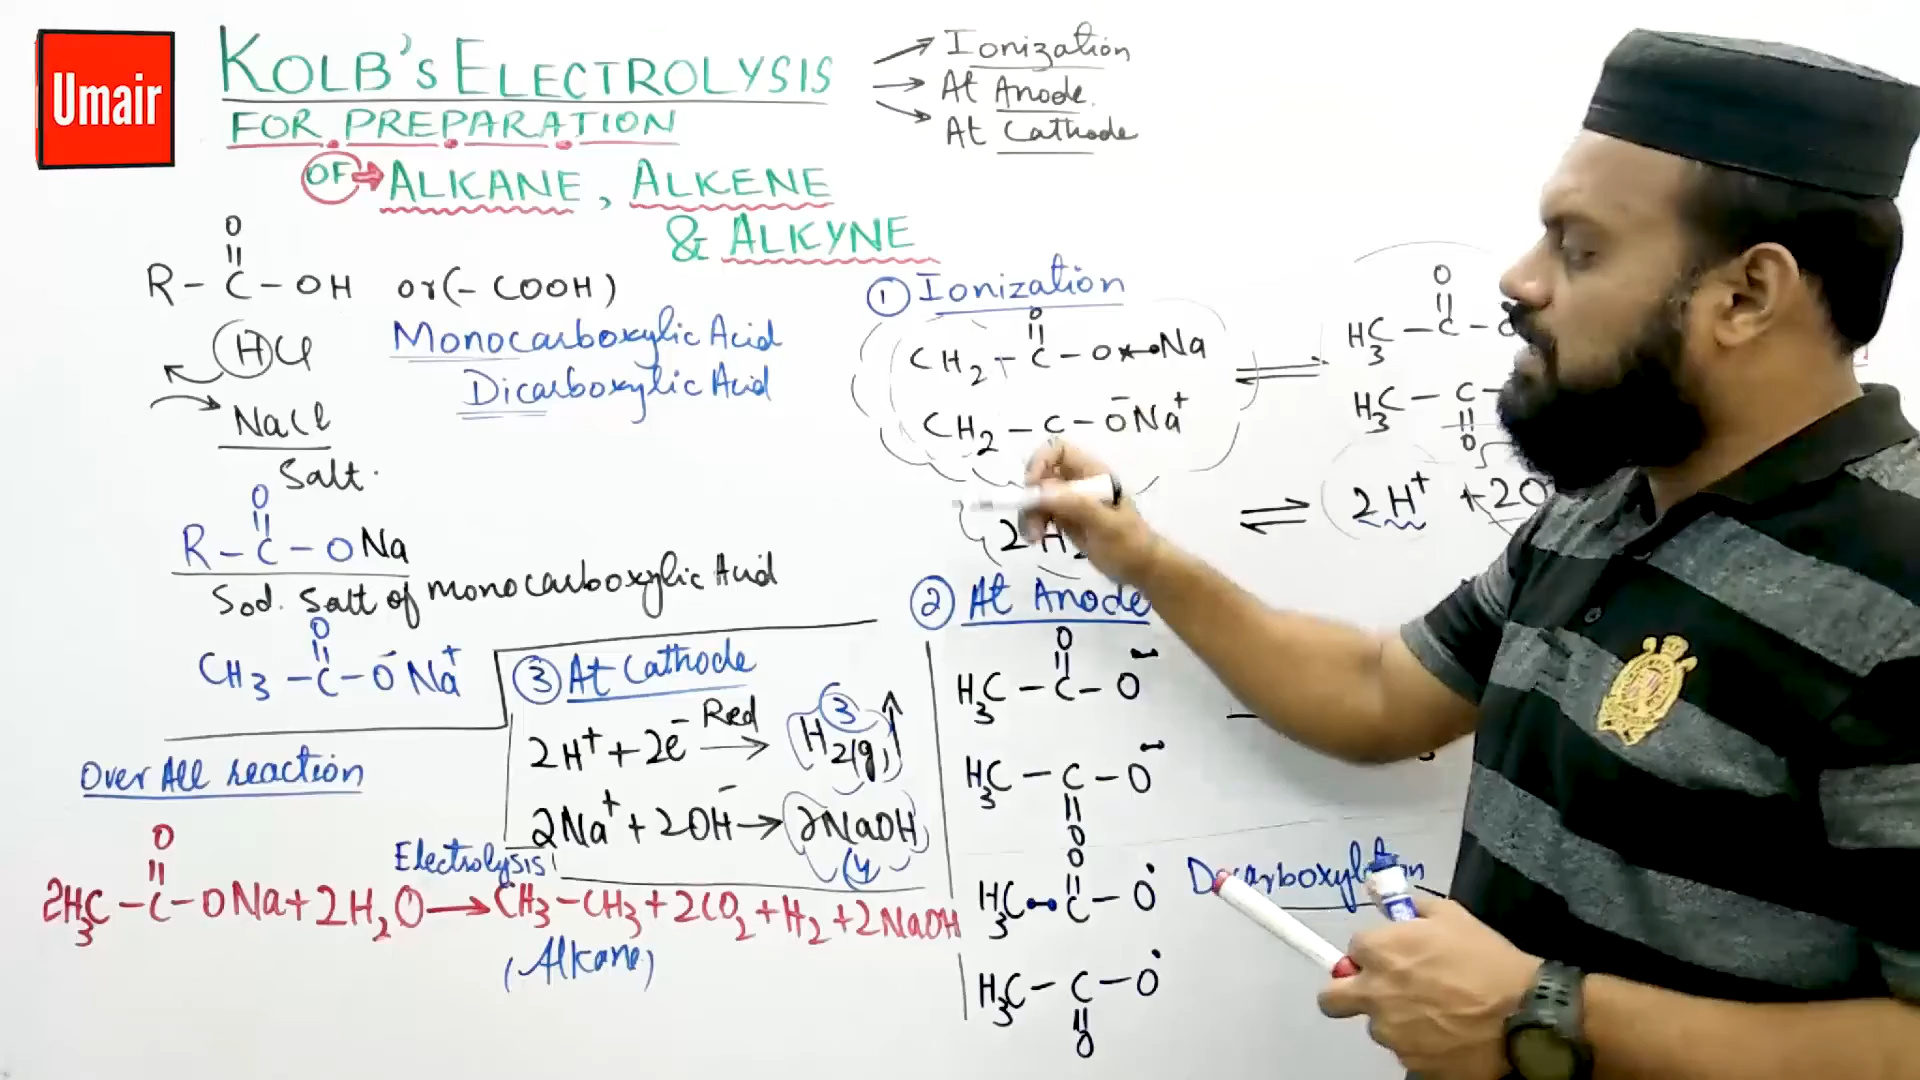 Umair
KOLB's ELECTROLYSIS
FOR PREPARATION
OF ALKANE, ALKENE
& ALKYNE
Ionization
At Anode.
At Cathode
O
R - C - OH or (- COOH)
Monocarboxylic Acid
Dicarboxylic Acid
HCl
NaCl
Salt.
O
R - C - ONa
Sod. Salt of monocarboxylic Acid
O
CH3 - C - O⁻ Na⁺
① Ionization
O
CH2 - C - O Na
CH2 - C - O⁻Na⁺
O
H3C - C - O
H3C - C -
O
2H2
⇌ 2H⁺ + 2O
② At Anode
O
H3C - C - O⁻
H3C - C - O⁻
O
O
H3C C - O•
Decarboxylation
H3C - C - O•
O
③ At Cathode
2H⁺ + 2e⁻ Red → H2(g) ↑
3
2Na⁺ + 2OH⁻ → 2NaOH
(4
Over All reaction
O
Electrolysis
2H3C - C - ONa + 2H2O → CH3 - CH3 + 2CO2 + H2 + 2NaOH
(Alkane)